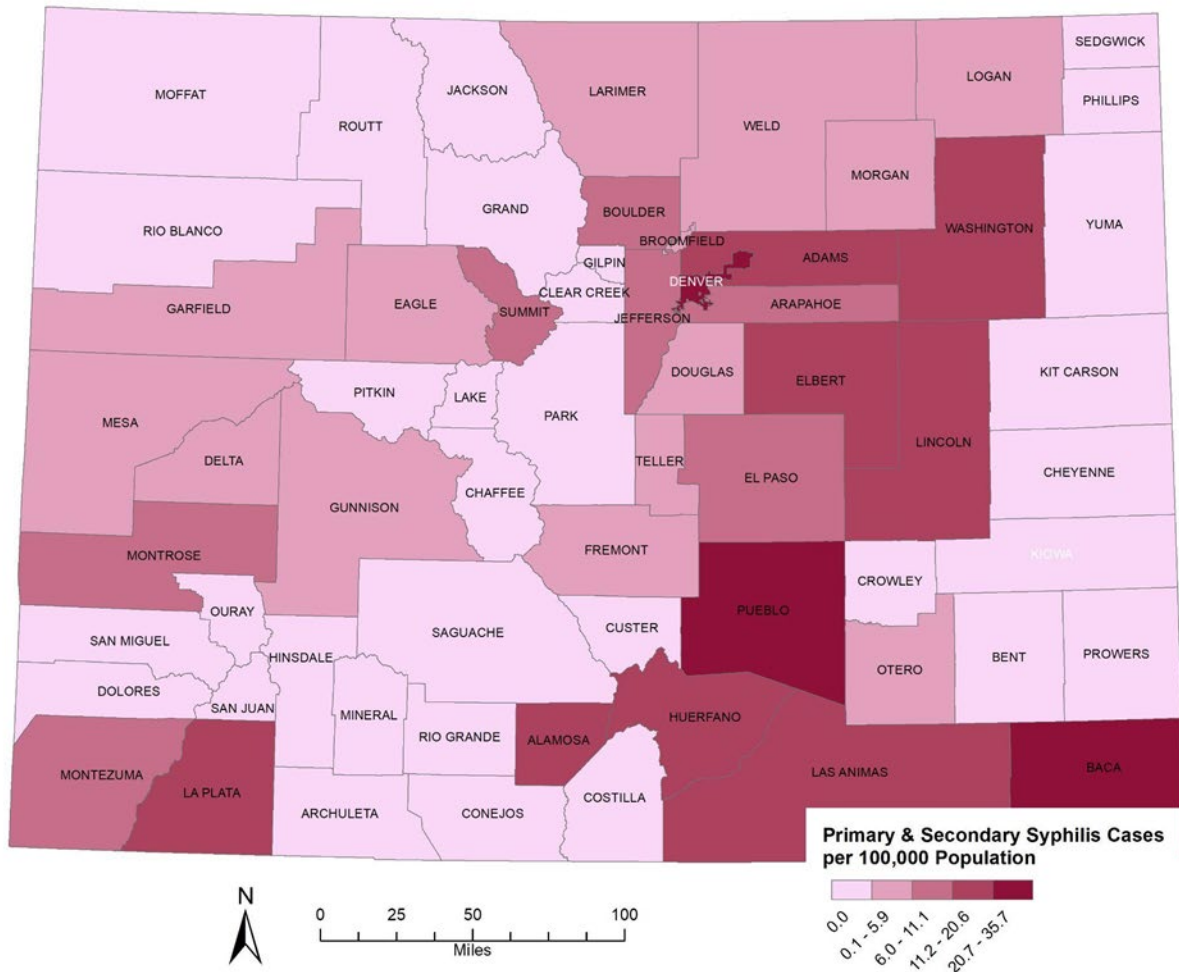 SEDGWICK
LOGAN
PHILLIPS
MOFFAT
JACKSON
LARIMER
ROUTT
WELD
MORGAN
GRAND
BOULDER
WASHINGTON
YUMA
RIO BLANCO
BROOMFIELD
GILPIN
ADAMS
DENVER
CLEAR CREEK
GARFIELD
EAGLE
SUMMIT
JEFFERSON
ARAPAHOE
DOUGLAS
ELBERT
KIT CARSON
PITKIN
LAKE
PARK
MESA
LINCOLN
DELTA
TELLER
EL PASO
CHEYENNE
CHAFFEE
GUNNISON
MONTROSE
FREMONT
KIOWA
CROWLEY
OURAY
PUEBLO
SAGUACHE
CUSTER
SAN MIGUEL
HINSDALE
OTERO
BENT
PROWERS
DOLORES
SAN JUAN
MINERAL
RIO GRANDE
ALAMOSA
HUERFANO
MONTEZUMA
LA PLATA
LAS ANIMAS
BACA
ARCHULETA
CONEJOS
COSTILLA
Primary & Secondary Syphilis Cases
per 100,000 Population
0.0
0.1 - 5.9
6.0 - 11.1
11.2 - 20.6
20.7 - 35.7
N
0 25 50 100
Miles